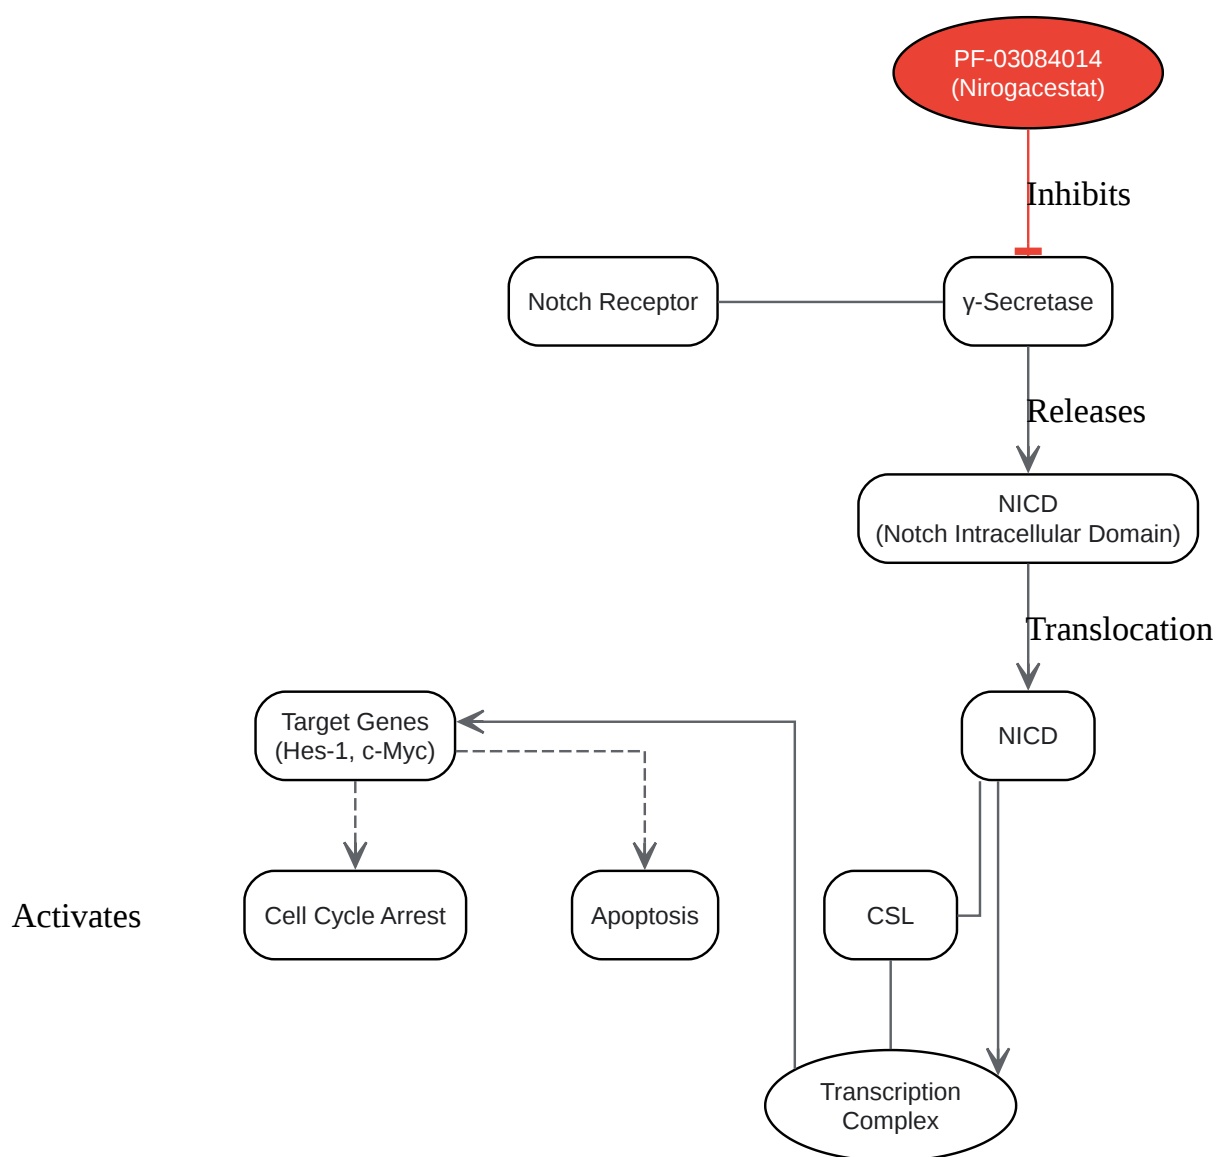 PF-03084014
(Nirogacestat)
Inhibits
Notch Receptor
γ-Secretase
Releases
NICD
(Notch Intracellular Domain)
Translocation
Target Genes
(Hes-1, c-Myc)
NICD
Activates
Cell Cycle Arrest
Apoptosis
CSL
Transcription
Complex